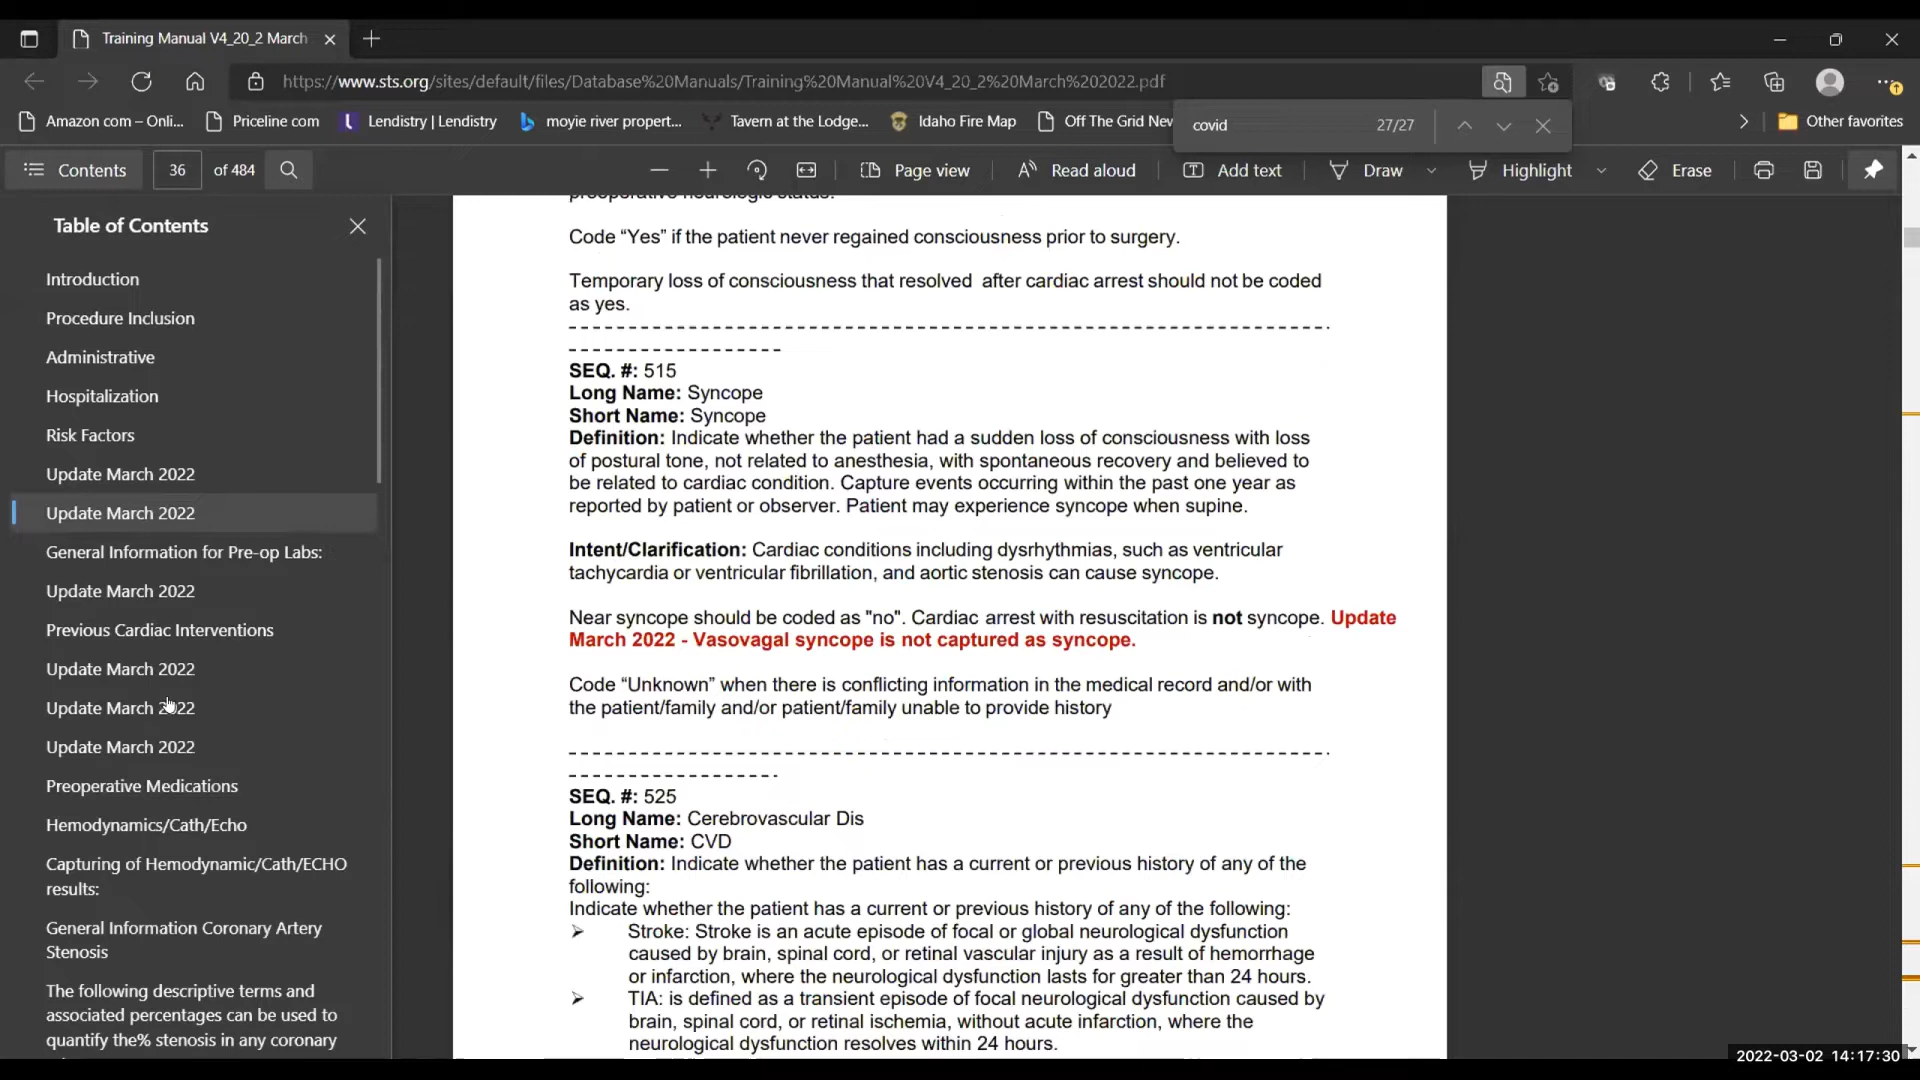 Training Manual V4_20_2 March
https://www.sts.org/sites/default/files/Database%20Manuals/Training%20Manual%20V4_20_2%20March%202022.pdf
Amazon com – Onli...
Priceline com
Lendistry | Lendistry
moyie river propert...
Tavern at the Lodge...
Idaho Fire Map
Off The Grid Nev
covid
27/27
Other favorites
Contents
36
of 484
Page view
Read aloud
Add text
Draw
Highlight
Erase
Table of Contents
Introduction
Procedure Inclusion
Administrative
Hospitalization
Risk Factors
Update March 2022
Update March 2022
General Information for Pre-op Labs:
Update March 2022
Previous Cardiac Interventions
Update March 2022
Update March 2022
Update March 2022
Preoperative Medications
Hemodynamics/Cath/Echo
Capturing of Hemodynamic/Cath/ECHO
results:
General Information Coronary Artery
Stenosis
The following descriptive terms and
associated percentages can be used to
quantify the% stenosis in any coronary
preoperative neurologic status.
Code “Yes” if the patient never regained consciousness prior to surgery.
Temporary loss of consciousness that resolved after cardiac arrest should not be coded
as yes.
SEQ. #: 515
Long Name: Syncope
Short Name: Syncope
Definition: Indicate whether the patient had a sudden loss of consciousness with loss
of postural tone, not related to anesthesia, with spontaneous recovery and believed to
be related to cardiac condition. Capture events occurring within the past one year as
reported by patient or observer. Patient may experience syncope when supine.
Intent/Clarification: Cardiac conditions including dysrhythmias, such as ventricular
tachycardia or ventricular fibrillation, and aortic stenosis can cause syncope.
Near syncope should be coded as "no". Cardiac arrest with resuscitation is not syncope. Update
March 2022 - Vasovagal syncope is not captured as syncope.
Code “Unknown” when there is conflicting information in the medical record and/or with
the patient/family and/or patient/family unable to provide history
SEQ. #: 525
Long Name: Cerebrovascular Dis
Short Name: CVD
Definition: Indicate whether the patient has a current or previous history of any of the
following:
Indicate whether the patient has a current or previous history of any of the following:
➢ Stroke: Stroke is an acute episode of focal or global neurological dysfunction
caused by brain, spinal cord, or retinal vascular injury as a result of hemorrhage
or infarction, where the neurological dysfunction lasts for greater than 24 hours.
➢ TIA: is defined as a transient episode of focal neurological dysfunction caused by
brain, spinal cord, or retinal ischemia, without acute infarction, where the
neurological dysfunction resolves within 24 hours.
2022-03-02 14:17:30